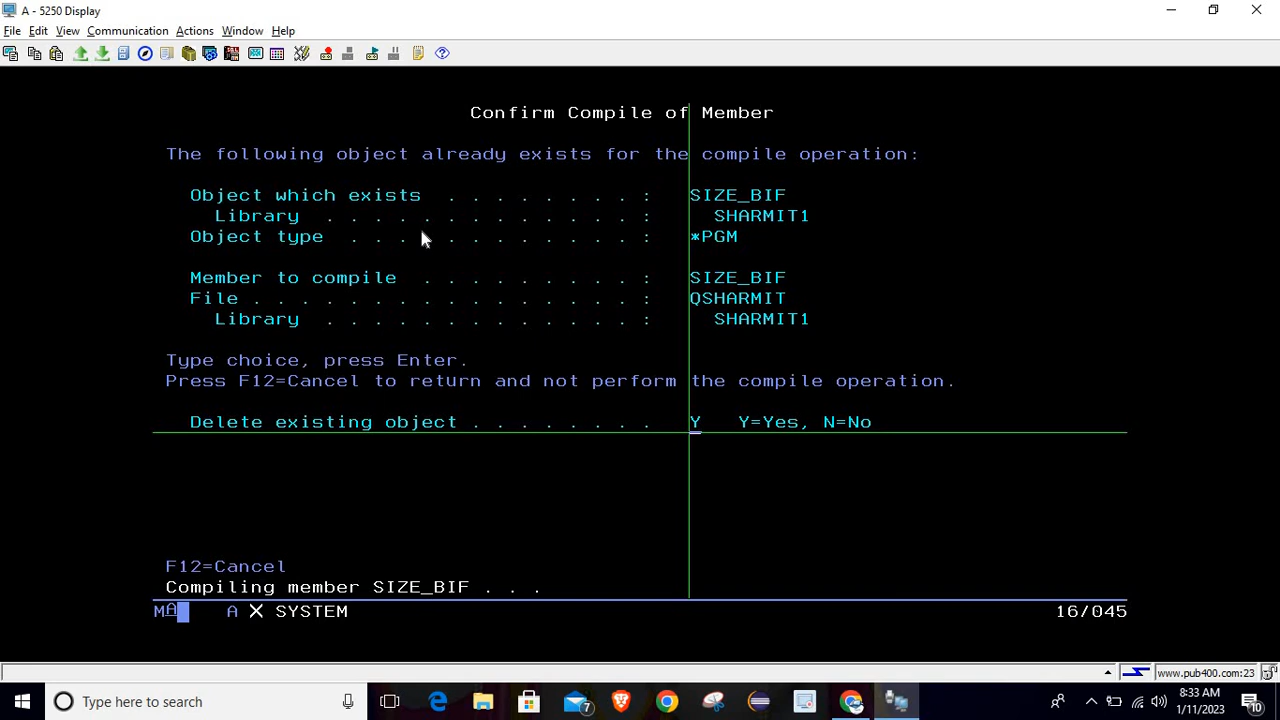 A - 5250 Display
File Edit View Communication Actions Window Help
Confirm Compile of Member
The following object already exists for the compile operation:
Object which exists . . . . . . . . : SIZE_BIF
Library . . . . . . . . . . . . . . : SHARMIT1
Object type . . . . . . . . . . . . : *PGM
Member to compile . . . . . . . . . : SIZE_BIF
File . . . . . . . . . . . . . . . . : QSHARMIT
Library . . . . . . . . . . . . . . : SHARMIT1
Type choice, press Enter.
Press F12=Cancel to return and not perform the compile operation.
Delete existing object . . . . . . . . Y Y=Yes, N=No
F12=Cancel
Compiling member SIZE_BIF . . .
MA A X SYSTEM 16/045
www.pub400.com:23
Type here to search
7
8:33 AM
1/11/2023
10